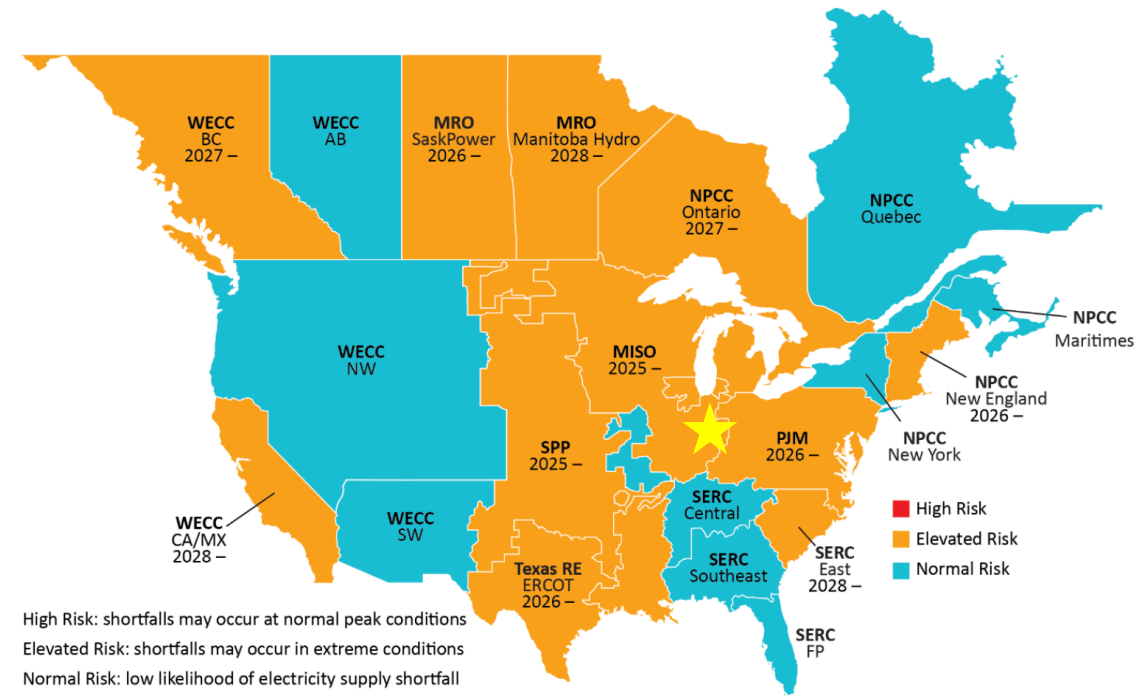 WECC
BC
2027 –
WECC
AB
MRO
SaskPower
2026 –
MRO
Manitoba Hydro
2028 –
NPCC
Ontario
2027 –
NPCC
Quebec
NPCC
Maritimes
WECC
NW
MISO
2025 –
NPCC
New England
2026 –
SPP
2025 –
PJM
2026 –
NPCC
New York
WECC
CA/MX
2028 –
WECC
SW
SERC
Central
SERC
Southeast
SERC
East
2028 –
Texas RE
ERCOT
2026 –
SERC
FP
High Risk
Elevated Risk
Normal Risk
High Risk: shortfalls may occur at normal peak conditions
Elevated Risk: shortfalls may occur in extreme conditions
Normal Risk: low likelihood of electricity supply shortfall